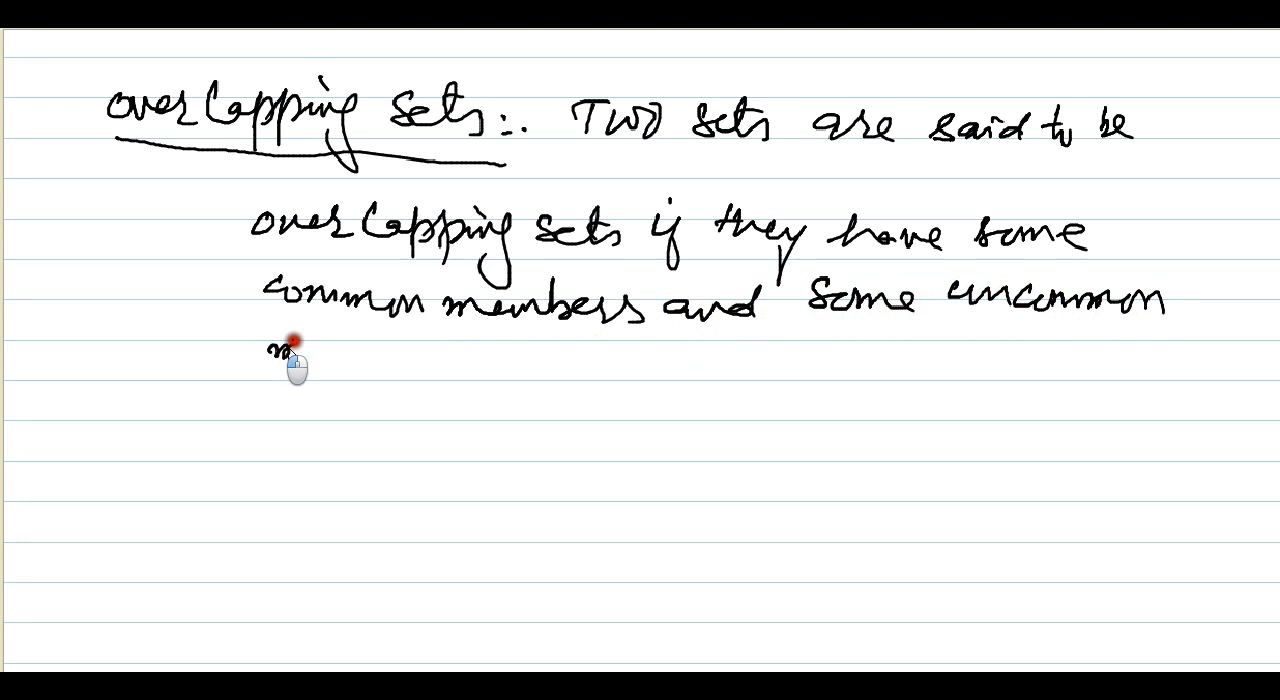 overlapping sets:. Two sets are said to be
overlapping sets if they have some
common members and some uncommon
m